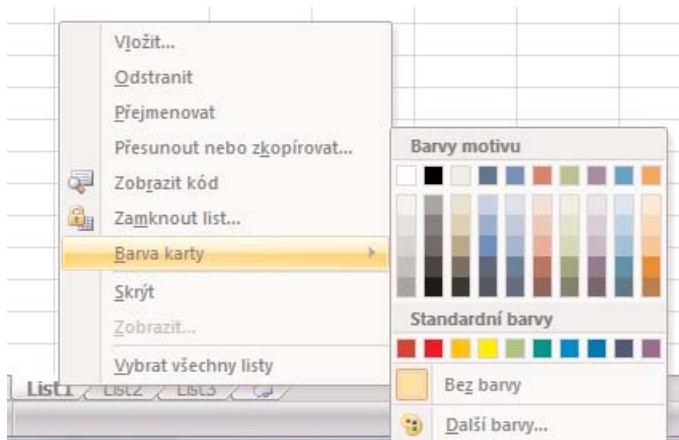 Vložit...
Odstranit
Přejmenovat
Přesunout nebo zkopírovat...
Zobrazit kód
Zamknout list...
Barva karty
Skrýt
Zobrazit...
Vybrat všechny listy
Barvy motivu
Standardní barvy
Bez barvy
Další barvy...
List1 List2 List3